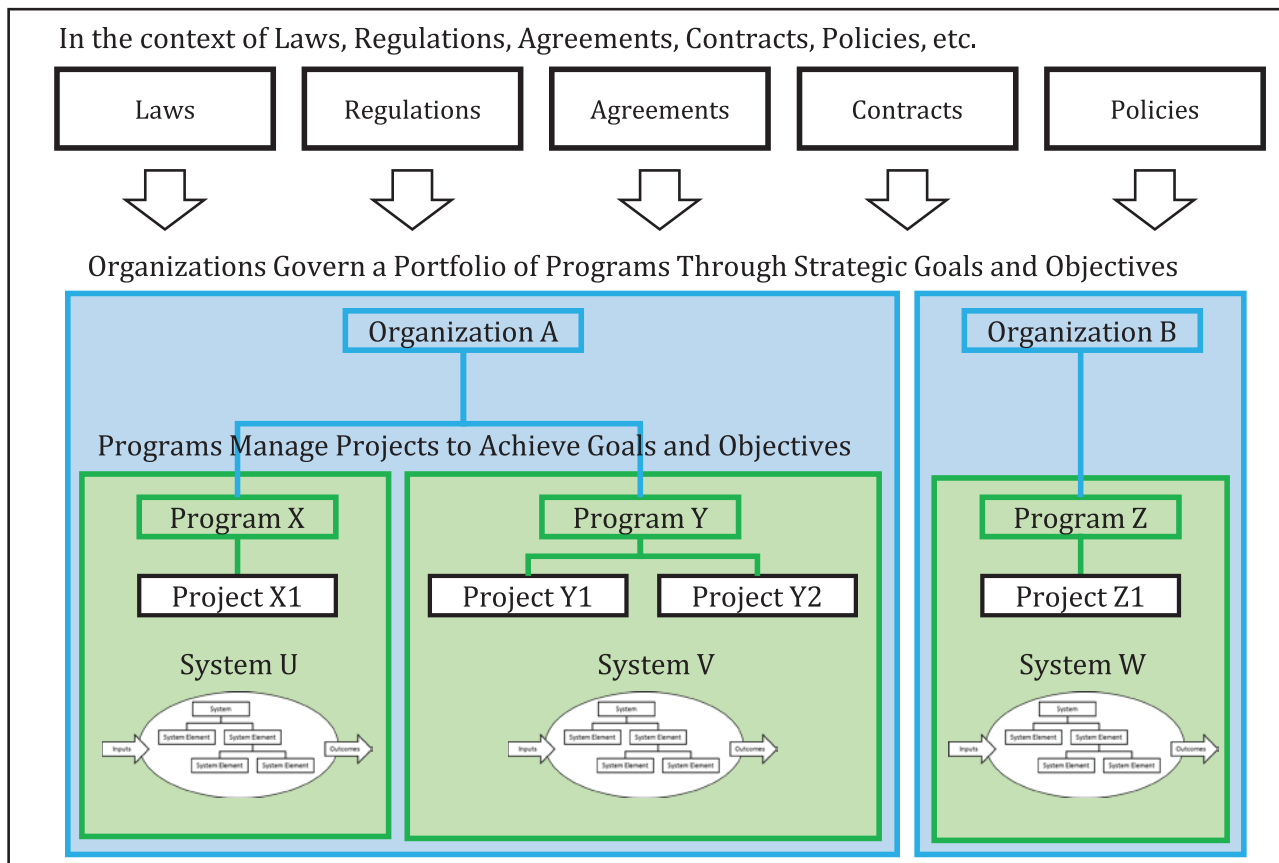 In the context of Laws, Regulations, Agreements, Contracts, Policies, etc.
Laws
Regulations
Agreements
Contracts
Policies
Organizations Govern a Portfolio of Programs Through Strategic Goals and Objectives
Organization A
Organization B
Programs Manage Projects to Achieve Goals and Objectives
Program X
Program Y
Program Z
Project X1
Project Y1
Project Y2
Project Z1
System U
System V
System W
System
System Element
System Element
System Element
System Element
Inputs
Outcomes
System
System Element
System Element
System Element
System Element
Inputs
Outcomes
System
System Element
System Element
System Element
System Element
Inputs
Outcomes